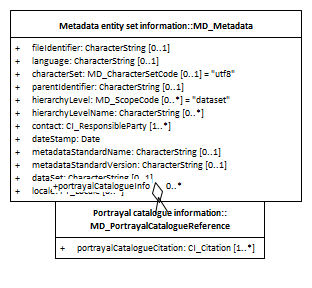 Metadata entity set information::MD_Metadata
+ fileIdentifier: CharacterString [0..1]
+ language: CharacterString [0..1]
+ characterSet: MD_CharacterSetCode [0..1] = "utf8"
+ parentIdentifier: CharacterString [0..1]
+ hierarchyLevel: MD_ScopeCode [0..*] = "dataset"
+ hierarchyLevelName: CharacterString [0..*]
+ contact: CI_ResponsibleParty [1..*]
+ dateStamp: Date
+ metadataStandardName: CharacterString [0..1]
+ metadataStandardVersion: CharacterString [0..1]
+ dataSet: CharacterString [0..1]
+portrayalCatalogueInfo 0..*
+ locale:
Portrayal catalogue information::
MD_PortrayalCatalogueReference
+ portrayalCatalogueCitation: CI_Citation [1..*]